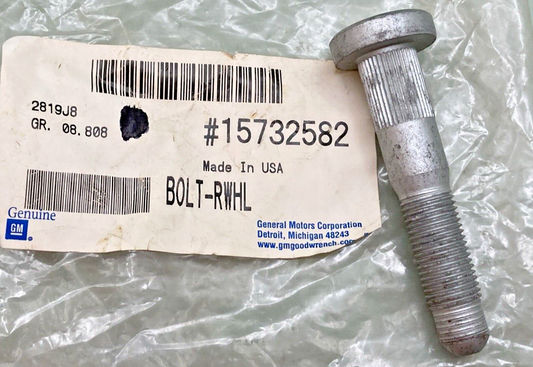 2819J8
GR. 08.808
#15732582
Made In USA
BOLT-RWHL
Genuine
GM
General Motors Corporation
Detroit, Michigan 48243
www.gmgoodwrench.com